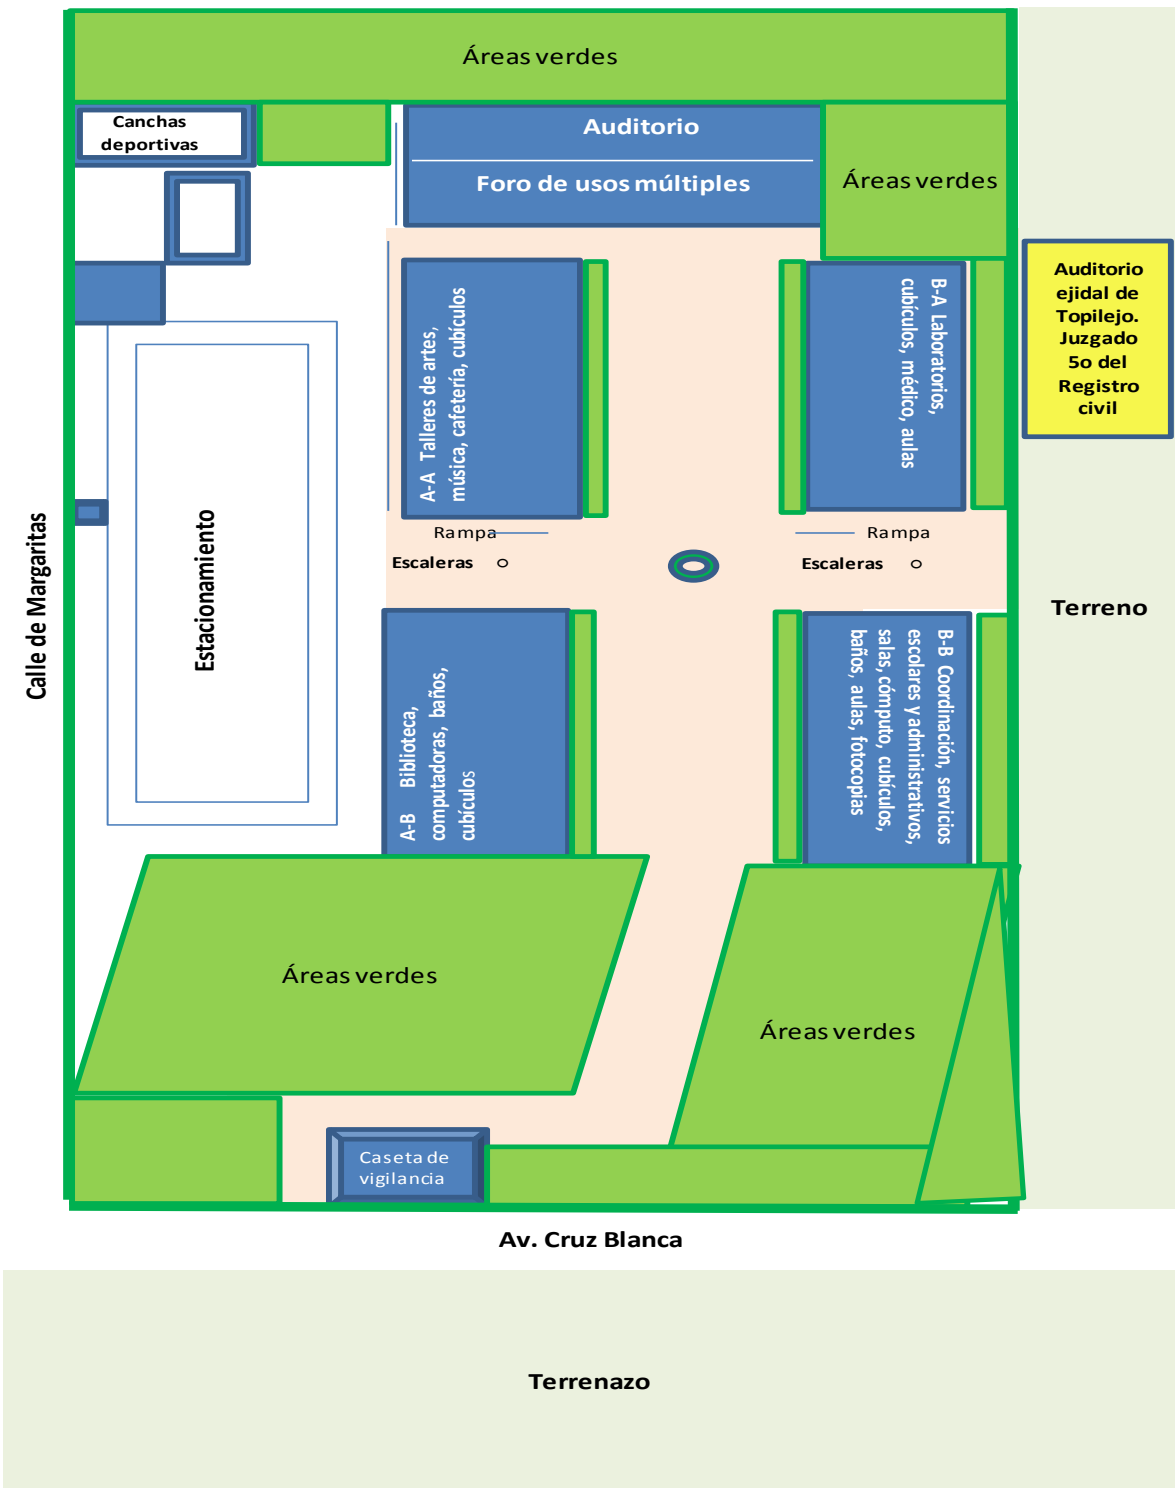 Áreas verdes
Canchas
deportivas
Auditorio
Foro de usos múltiples
Áreas verdes
Auditorio
ejidal de
Topilejo.
Juzgado
5o del
Registro
civil
A-A Talleres de artes,
música, cafetería, cubículos
B-A Laboratorios,
cubículos, médico, aulas
Calle de Margaritas
Estacionamiento
Rampa
Escaleras
Rampa
Escaleras
Terreno
A-B Biblioteca,
computadoras, baños,
cubículos
B-B Coordinación, servicios
escolares y administrativos,
salas, cómputo, cubículos,
baños, aulas, fotocopias
Áreas verdes
Áreas verdes
Caseta de
vigilancia
Av. Cruz Blanca
Terrenazo